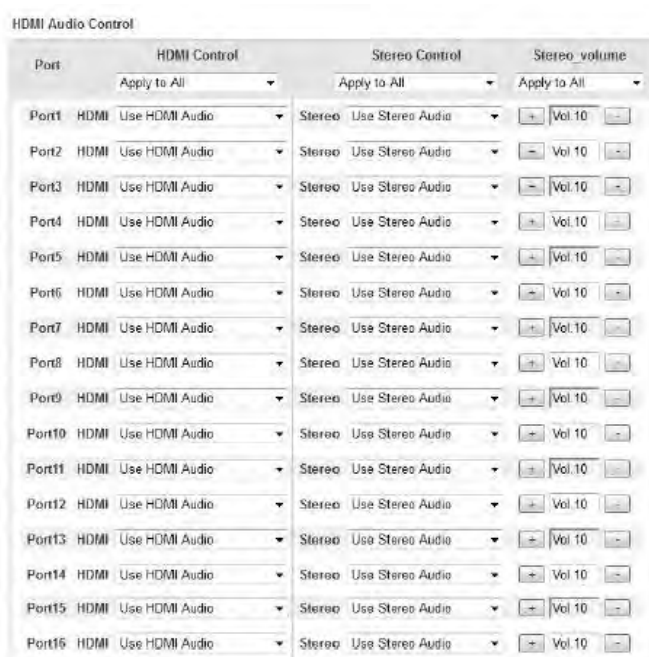 HDMI Audio Control
Port HDMI Control Stereo Control Stereo_volume
Apply to All Apply to All Apply to All
Port1 HDMI Use HDMI Audio Stereo Use Stereo Audio + Vol.10 -
Port2 HDMI Use HDMI Audio Stereo Use Stereo Audio + Vol.10 -
Port3 HDMI Use HDMI Audio Stereo Use Stereo Audio + Vol.10 -
Port4 HDMI Use HDMI Audio Stereo Use Stereo Audio + Vol.10 -
Port5 HDMI Use HDMI Audio Stereo Use Stereo Audio + Vol.10 -
Port6 HDMI Use HDMI Audio Stereo Use Stereo Audio + Vol.10 -
Port7 HDMI Use HDMI Audio Stereo Use Stereo Audio + Vol.10 -
Port8 HDMI Use HDMI Audio Stereo Use Stereo Audio + Vol.10 -
Port9 HDMI Use HDMI Audio Stereo Use Stereo Audio + Vol.10 -
Port10 HDMI Use HDMI Audio Stereo Use Stereo Audio + Vol.10 -
Port11 HDMI Use HDMI Audio Stereo Use Stereo Audio + Vol.10 -
Port12 HDMI Use HDMI Audio Stereo Use Stereo Audio + Vol.10 -
Port13 HDMI Use HDMI Audio Stereo Use Stereo Audio + Vol.10 -
Port14 HDMI Use HDMI Audio Stereo Use Stereo Audio + Vol.10 -
Port15 HDMI Use HDMI Audio Stereo Use Stereo Audio + Vol.10 -
Port16 HDMI Use HDMI Audio Stereo Use Stereo Audio + Vol.10 -